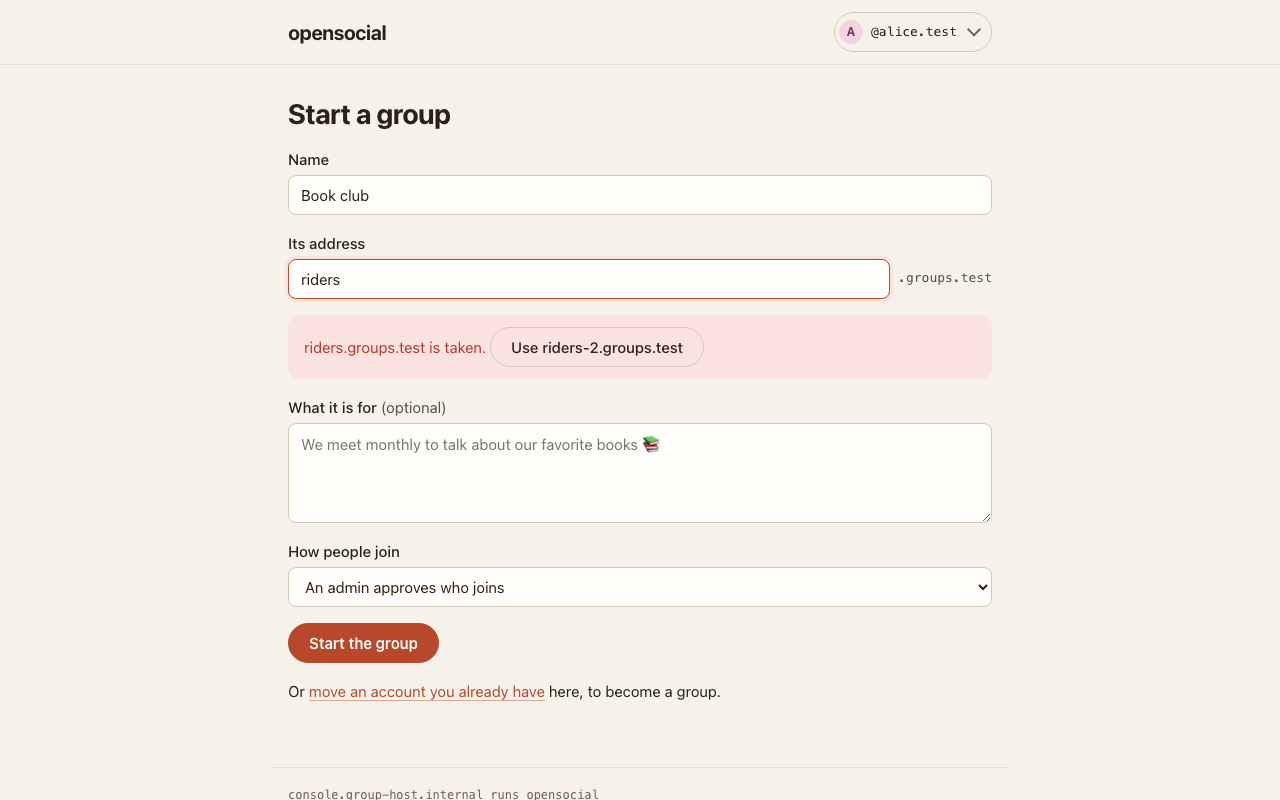 opensocial
A @alice.test
Start a group
Name
Book club
Its address
riders .groups.test
riders.groups.test is taken. Use riders-2.groups.test
What it is for (optional)
We meet monthly to talk about our favorite books 📚
How people join
An admin approves who joins
Start the group
Or move an account you already have here, to become a group.
console.group-host.internal runs opensocial